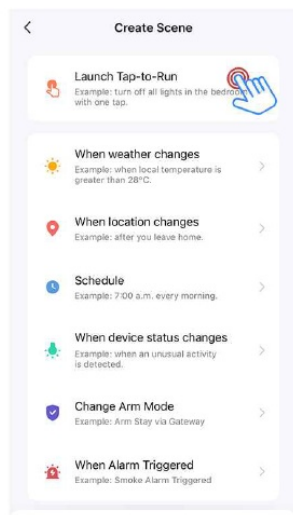 Create Scene
Launch Tap-to-Run
Example: turn off all lights in the bedroom
with one tap.
When weather changes
Example: when local temperature is
greater than 28°C.
When location changes
Example: after you leave home.
Schedule
Example: 7:00 a.m. every morning.
When device status changes
Example: when an unusual activity
is detected.
Change Arm Mode
Example: Arm Stay via Gateway
When Alarm Triggered
Example: Smoke Alarm Triggered